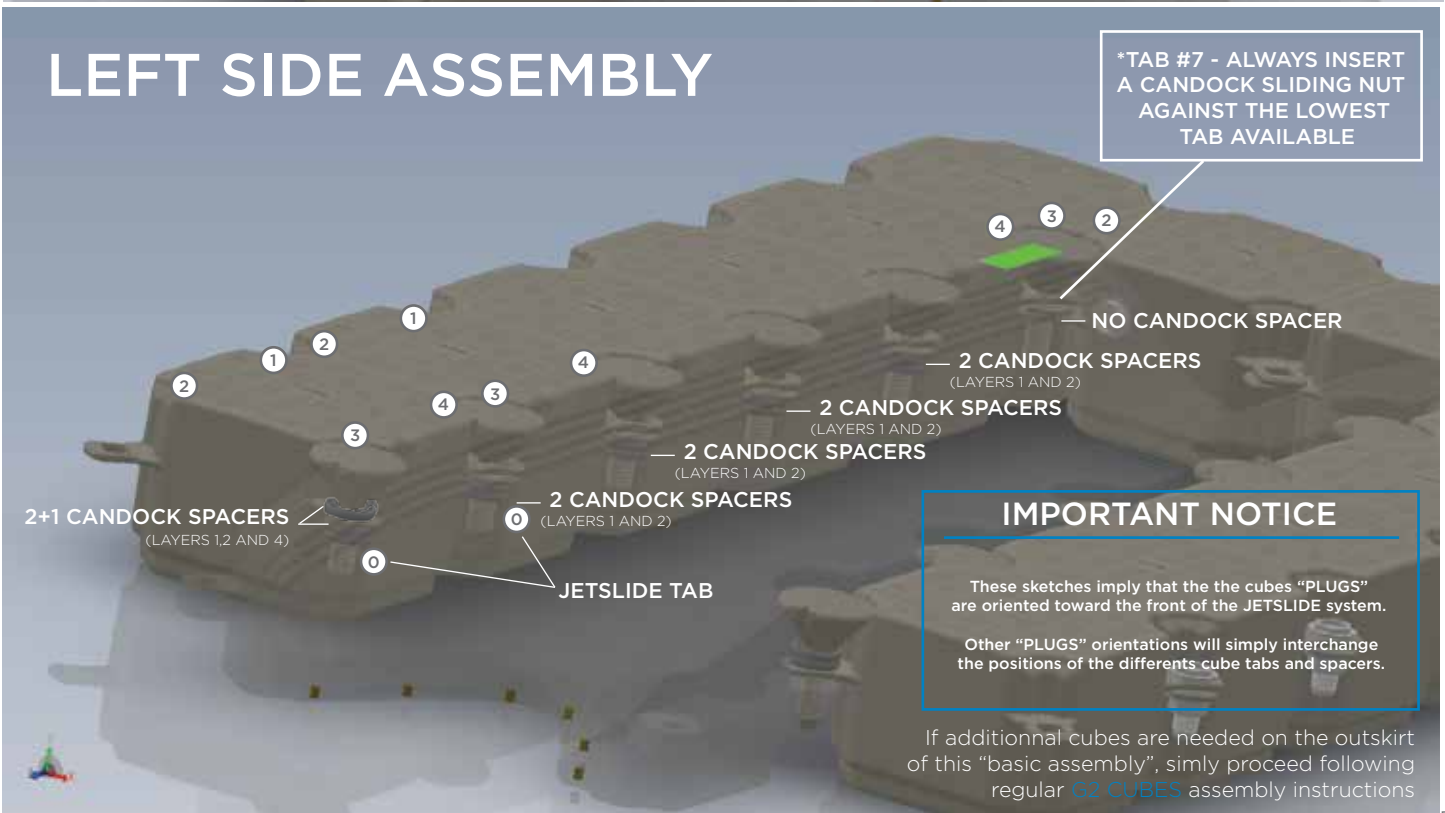 LEFT SIDE ASSEMBLY
*TAB #7 - ALWAYS INSERT
A CANDOCK SLIDING NUT
AGAINST THE LOWEST
TAB AVAILABLE
4
3
2
1
2
1
2
4
3
4
3
NO CANDOCK SPACER
2 CANDOCK SPACERS
(LAYERS 1 AND 2)
2 CANDOCK SPACERS
(LAYERS 1 AND 2)
2 CANDOCK SPACERS
(LAYERS 1 AND 2)
2 CANDOCK SPACERS
(LAYERS 1 AND 2)
0
2+1 CANDOCK SPACERS
(LAYERS 1,2 AND 4)
0
JETSLIDE TAB
IMPORTANT NOTICE
These sketches imply that the the cubes “PLUGS”
are oriented toward the front of the JETSLIDE system.
Other “PLUGS” orientations will simply interchange
the positions of the differents cube tabs and spacers.
If additionnal cubes are needed on the outskirt
of this “basic assembly”, simly proceed following
regular G2-CUBES assembly instructions